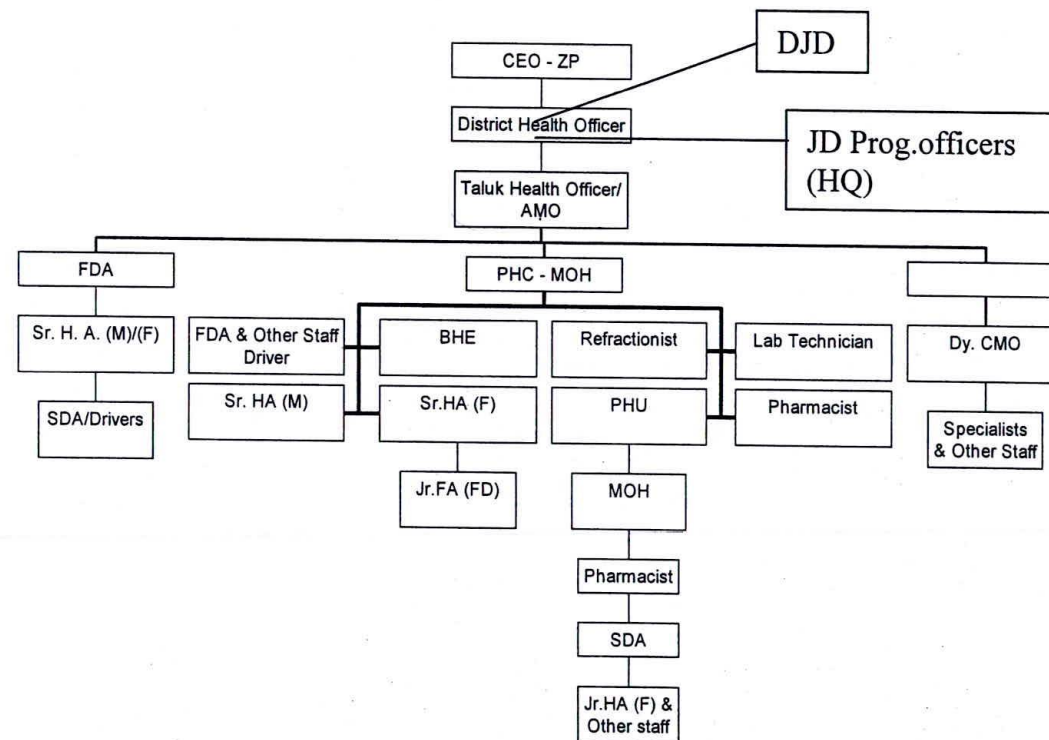 DJD
CEO - ZP
District Health Officer
JD Prog.officers
(HQ)
Taluk Health Officer/
AMO
FDA
PHC - MOH
Sr. H. A. (M)/(F)
FDA & Other Staff
Driver
BHE
Refractionist
Lab Technician
Dy. CMO
SDA/Drivers
Sr. HA (M)
Sr.HA (F)
PHU
Pharmacist
Specialists
& Other Staff
Jr.FA (FD)
MOH
Pharmacist
SDA
Jr.HA (F) &
Other staff